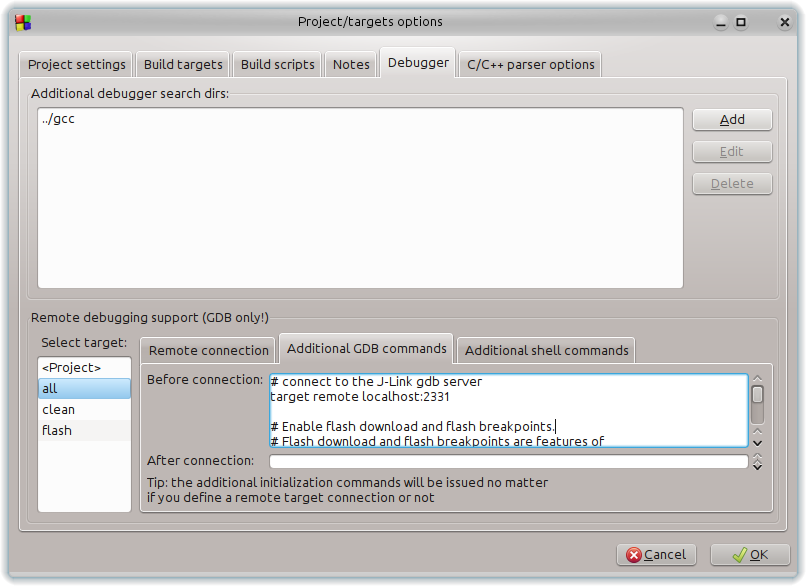 Project/targets options
Project settings Build targets Build scripts Notes Debugger C/C++ parser options
Additional debugger search dirs:
../gcc
Add
Edit
Delete
Remote debugging support (GDB only!)
Select target:
<Project>
all
clean
flash
Remote connection Additional GDB commands Additional shell commands
Before connection:
# connect to the J-Link gdb server
target remote localhost:2331
# Enable flash download and flash breakpoints.
# Flash download and flash breakpoints are features of
After connection:
Tip: the additional initialization commands will be issued no matter
if you define a remote target connection or not
Cancel OK